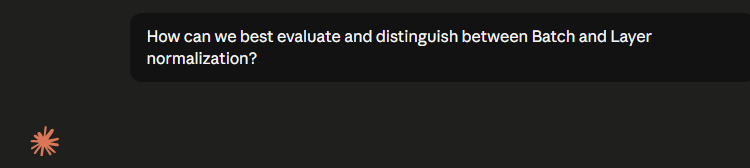 How can we best evaluate and distinguish between Batch and Layer
normalization?